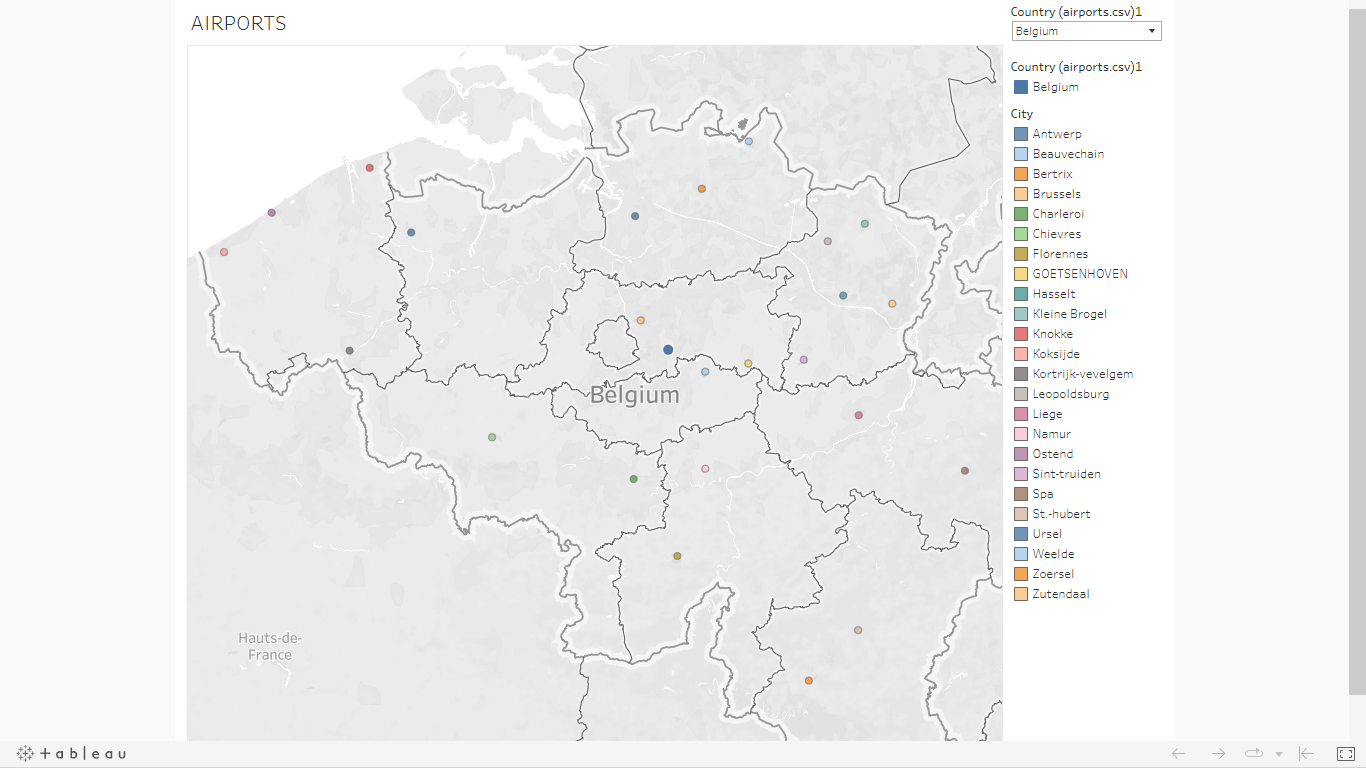 AIRPORTS
Country (airports.csv)1
Belgium
Country (airports.csv)1
Belgium
City
Antwerp
Beauvechain
Bertrix
Brussels
Charleroi
Chievres
Florennes
GOETSENHOVEN
Hasselt
Kleine Brogel
Knokke
Koksijde
Kortrijk-vevelgem
Leopoldsburg
Liege
Namur
Ostend
Sint-truiden
Spa
St.-hubert
Ursel
Weelde
Zoersel
Zutendaal
Belgium
Hauts-de-
France
+ableau